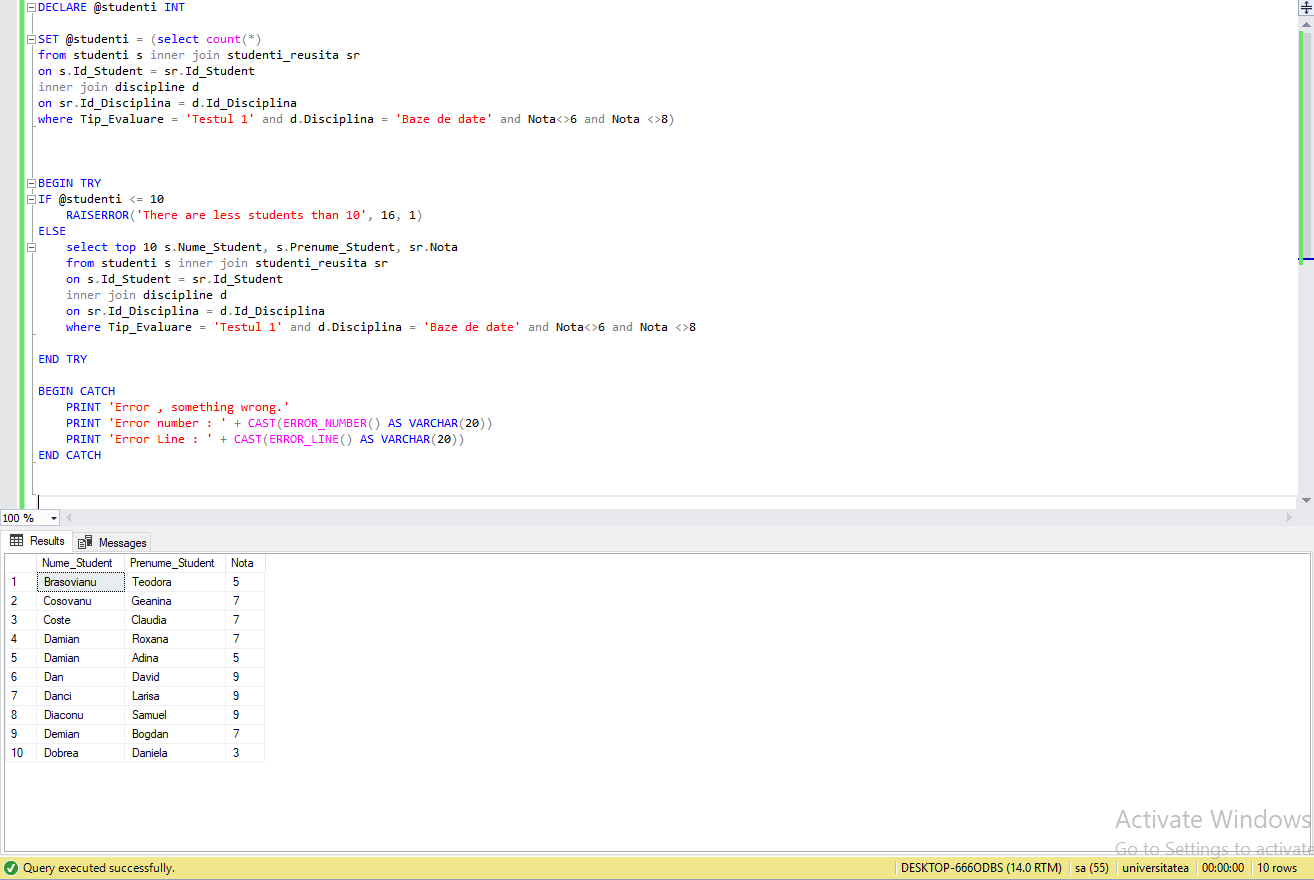 DECLARE @studenti INT
SET @studenti = (select count(*)
from studenti s inner join studenti_reusita sr
on s.Id_Student = sr.Id_Student
inner join discipline d
on sr.Id_Disciplina = d.Id_Disciplina
where Tip_Evaluare = 'Testul 1' and d.Disciplina = 'Baze de date' and Nota<>6 and Nota <>8)
BEGIN TRY
IF @studenti <= 10
RAISERROR('There are less students than 10', 16, 1)
ELSE
select top 10 s.Nume_Student, s.Prenume_Student, sr.Nota
from studenti s inner join studenti_reusita sr
on s.Id_Student = sr.Id_Student
inner join discipline d
on sr.Id_Disciplina = d.Id_Disciplina
where Tip_Evaluare = 'Testul 1' and d.Disciplina = 'Baze de date' and Nota<>6 and Nota <>8
END TRY
BEGIN CATCH
PRINT 'Error , something wrong.'
PRINT 'Error number : ' + CAST(ERROR_NUMBER() AS VARCHAR(20))
PRINT 'Error Line : ' + CAST(ERROR_LINE() AS VARCHAR(20))
END CATCH
100 %
Results Messages
Nume_Student Prenume_Student Nota
1 Brasovianu Teodora 5
2 Cosovanu Geanina 7
3 Coste Claudia 7
4 Damian Roxana 7
5 Damian Adina 5
6 Dan David 9
7 Danci Larisa 9
8 Diaconu Samuel 9
9 Demian Bogdan 7
10 Dobrea Daniela 3
Activate Windows
Go to Settings to activate
Query executed successfully. DESKTOP-666ODBS (14.0 RTM) sa (55) universitatea 00:00:00 10 rows